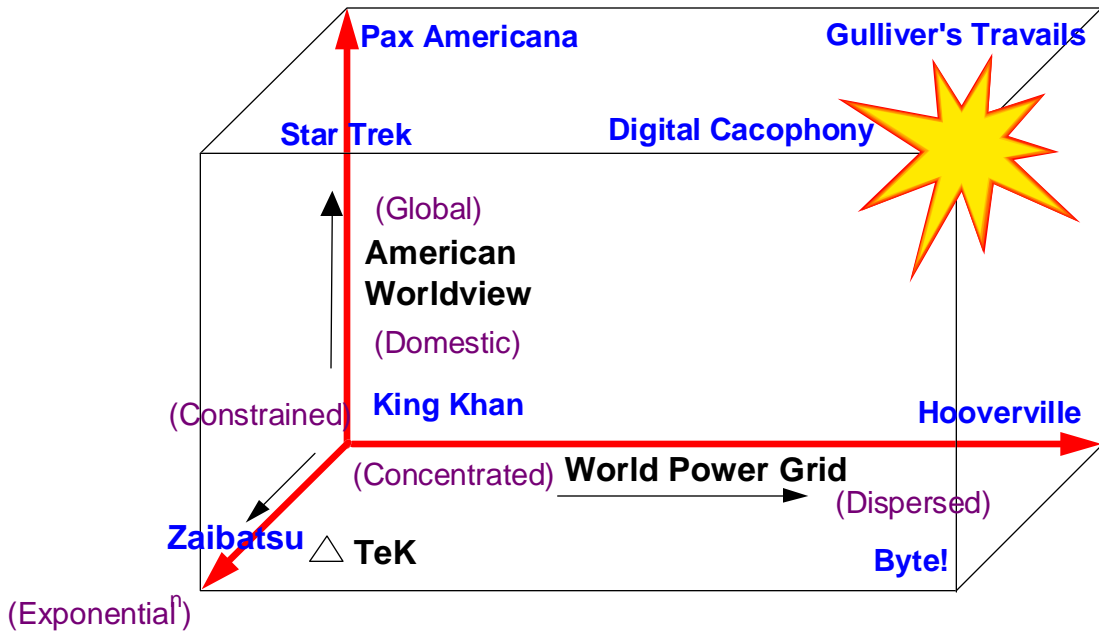 Pax Americana
Gulliver's Travails
Star Trek
Digital Cacophony
(Global)
American
Worldview
(Domestic)
King Khan
(Constrained)
Hooverville
(Concentrated)
World Power Grid
(Dispersed)
Zaibatsu
△ TeK
Byte!
(Exponentialⁿ)